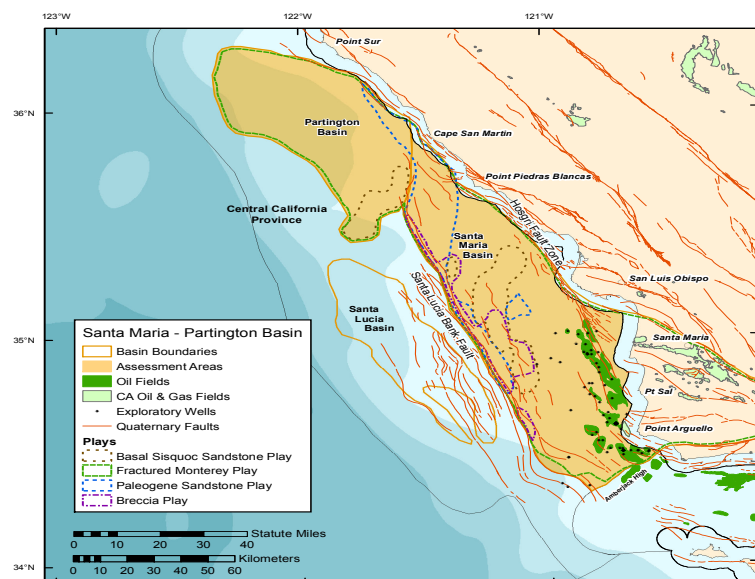 123°W
122°W
121°W
Point Sur
36°N
Partington
Basin
Cape San Martin
Point Piedras Blancas
Central California
Province
Hosgri Fault Zone
Santa
Maria
Basin
San Luis Obispo
Santa Lucia Bank Fault
Santa
Lucia
Basin
35°N
Santa Maria
Pt Sal
Point Arguello
Amberjack High
34°N
Santa Maria - Partington Basin
Basin Boundaries
Assessment Areas
Oil Fields
CA Oil & Gas Fields
Exploratory Wells
Quaternary Faults
Plays
Basal Sisquoc Sandstone Play
Fractured Monterey Play
Paleogene Sandstone Play
Breccia Play
Statute Miles
0 10 20 30 40
Kilometers
0 10 20 30 40 50 60